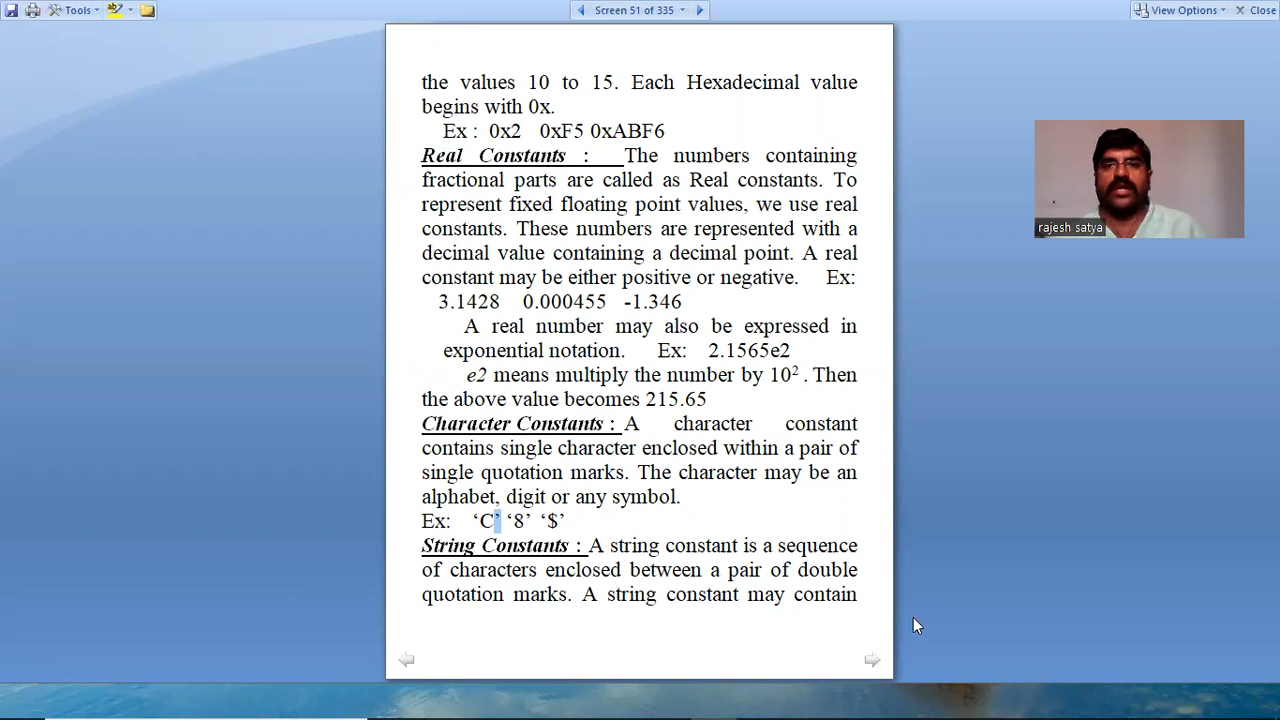 Tools
Screen 51 of 335
View Options
Close
the values 10 to 15. Each Hexadecimal value
begins with 0x.
Ex : 0x2 0xF5 0xABF6
Real Constants : The numbers containing
fractional parts are called as Real constants. To
represent fixed floating point values, we use real
constants. These numbers are represented with a
decimal value containing a decimal point. A real
constant may be either positive or negative. Ex:
3.1428 0.000455 -1.346
A real number may also be expressed in
exponential notation. Ex: 2.1565e2
e2 means multiply the number by 10² . Then
the above value becomes 215.65
Character Constants : A character constant
contains single character enclosed within a pair of
single quotation marks. The character may be an
alphabet, digit or any symbol.
Ex: ‘C’ ‘8’ ‘$’
String Constants : A string constant is a sequence
of characters enclosed between a pair of double
quotation marks. A string constant may contain
rajesh satya